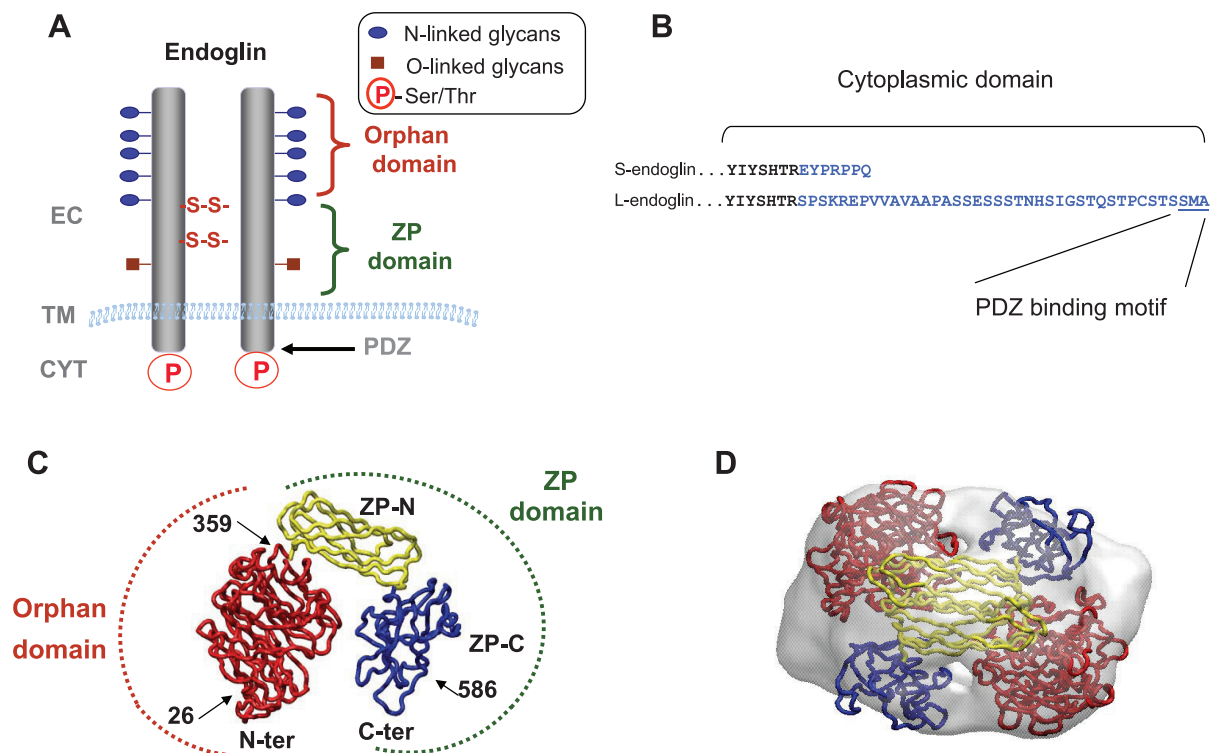 A
Endoglin
N-linked glycans
O-linked glycans
P -Ser/Thr
Orphan
domain
-S-S-
-S-S-
EC
ZP
domain
TM
PDZ
CYT
P
P
B
Cytoplasmic domain
S-endoglin . . . YIYSHTREYPRPPQ
L-endoglin . . . YIYSHTRSPSKREPVVAVAAPASSESSSTNHSIGSTQSTPCSTSSMA
PDZ binding motif
C
ZP
domain
ZP-N
359
Orphan
domain
ZP-C
26
586
N-ter
C-ter
D